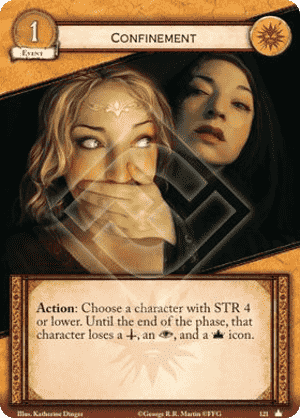 1
EVENT
CONFINEMENT
Action: Choose a character with STR 4
or lower. Until the end of the phase, that
character loses a , an , and a icon.
Illus. Katherine Dinger ©George R.R. Martin ©FFG 121